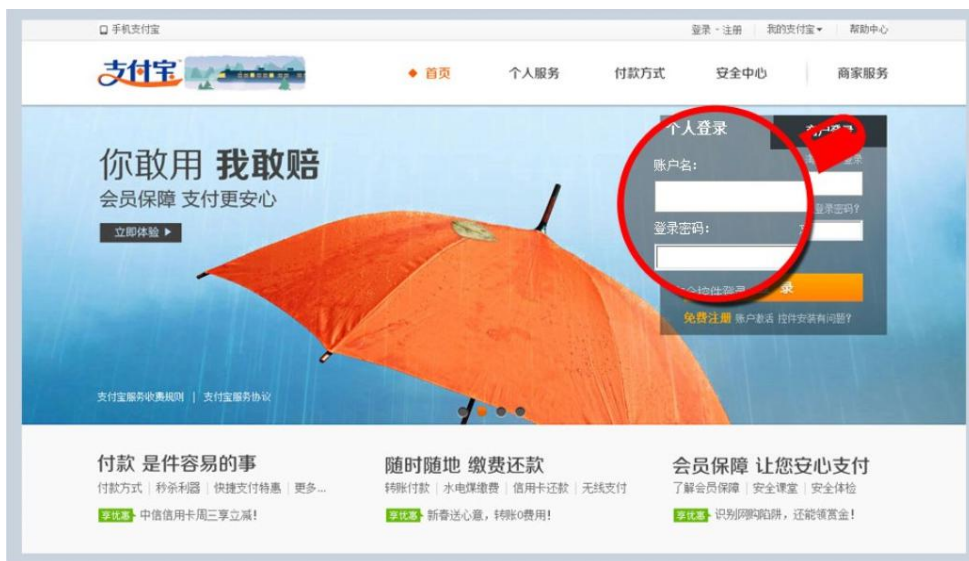 手机支付宝
登录 - 注册 我的支付宝 帮助中心
支付宝
首页 个人服务 付款方式 安全中心 商家服务
你敢用 我敢赔
会员保障 支付更安心
立即体验
个人登录
账户名：
登录
登录密码?
登录密码：
录
免费注册 账户激活 控件安装有问题?
支付宝服务收费规则 | 支付宝服务协议
付款 是件容易的事
付款方式 | 秒杀利器 | 快捷支付特惠 | 更多...
享优惠 中信信用卡周三享立减!
随时随地 缴费还款
转账付款 | 水电煤缴费 | 信用卡还款 | 无线支付
享优惠 新春送心意，转账0费用!
会员保障 让您安心支付
了解会员保障 | 安全课堂 | 安全体检
享优惠 识别网购陷阱，还能领赏金!